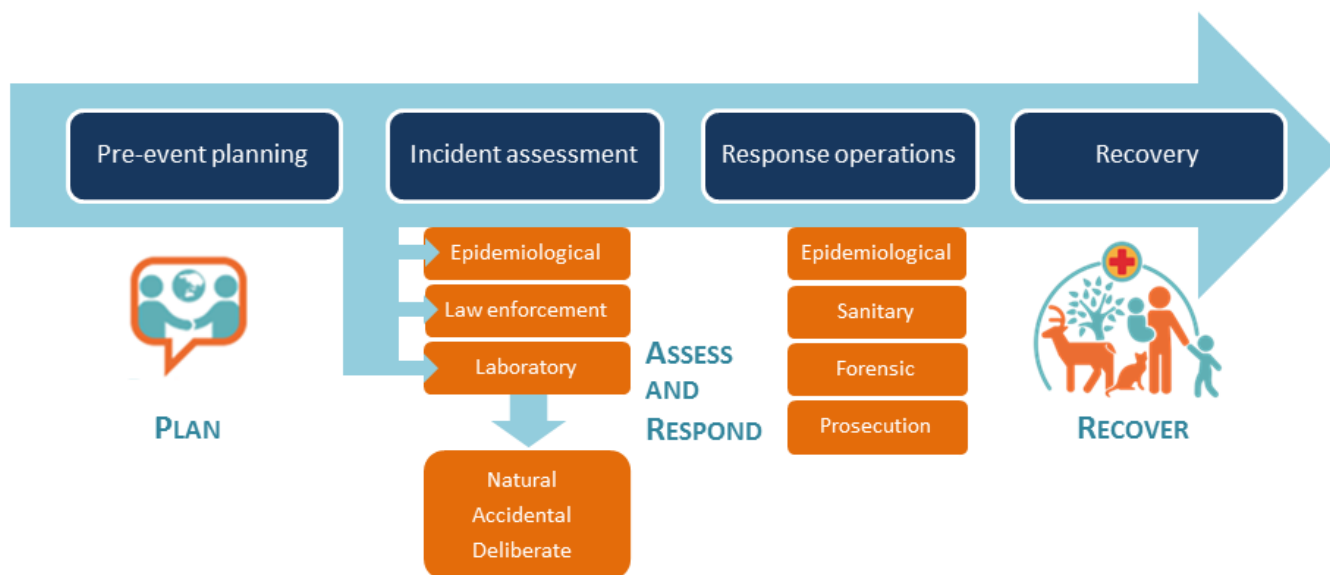 Pre-event planning
Incident assessment
Response operations
Recovery
Epidemiological
Law enforcement
Laboratory
Natural
Accidental
Deliberate
Epidemiological
Sanitary
Forensic
Prosecution
PLAN
ASSESS
AND
RESPOND
RECOVER